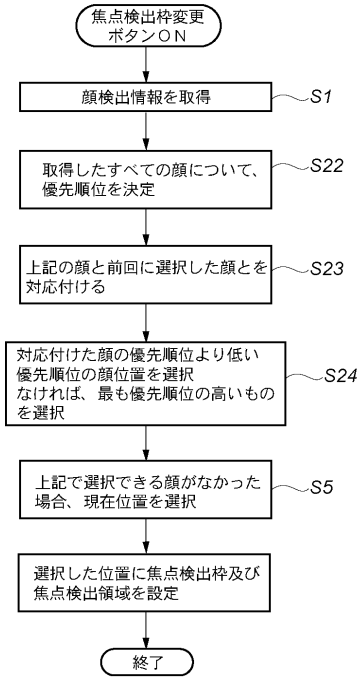 焦点検出枠変更
ボタンON
顔検出情報を取得
S1
取得したすべての顔について、
優先順位を決定
S22
上記の顔と前回に選択した顔とを
対応付ける
S23
対応付けた顔の優先順位より低い
優先順位の顔位置を選択
なければ、最も優先順位の高いもの
を選択
S24
上記で選択できる顔がなかった
場合、現在位置を選択
S5
選択した位置に焦点検出枠及び
焦点検出領域を設定
終了